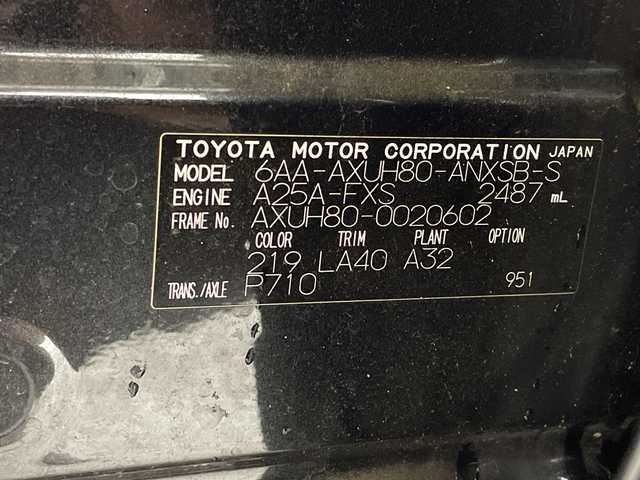 TOYOTA MOTOR CORPORATION JAPAN
MODEL 6AA-AXUH80-ANXSB-S
ENGINE A25A-FXS 2487 mL
FRAME No. AXUH80-0020602
COLOR TRIM PLANT OPTION
219 LA40 A32
TRANS./AXLE P710 951